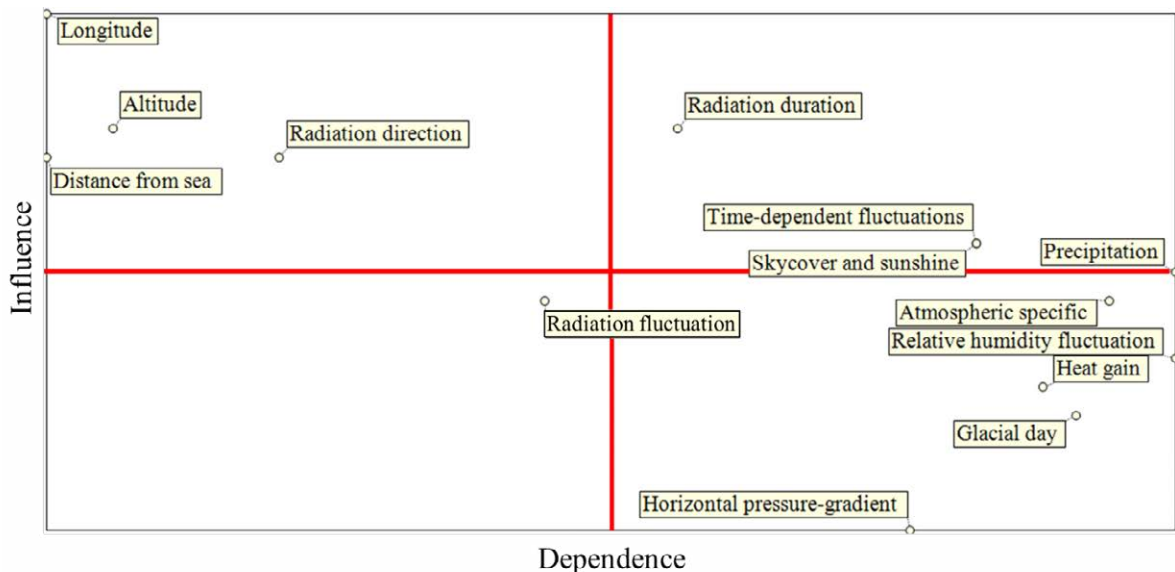 Longitude
Altitude
Radiation duration
Radiation direction
Distance from sea
Time-dependent fluctuations
Precipitation
Skycover and sunshine
Atmospheric specific
Radiation fluctuation
Relative humidity fluctuation
Heat gain
Glacial day
Horizontal pressure-gradient
Influence
Dependence